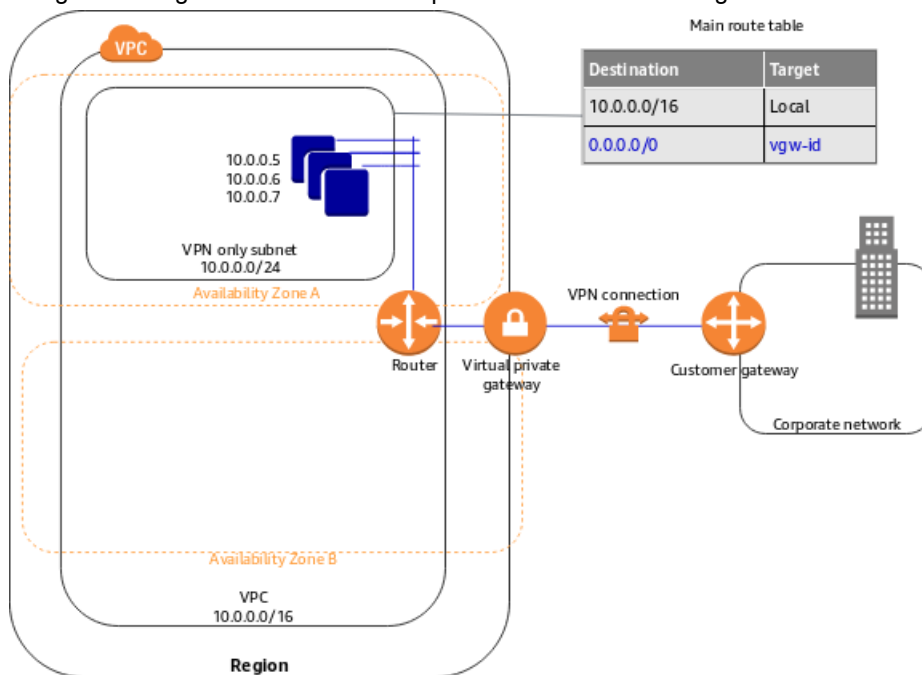 Main route table
VPC
Destination Target
10.0.0.0/16 Local
0.0.0.0/0 vgw-id
10.0.0.5
10.0.0.6
10.0.0.7
VPN only subnet
10.0.0.0/24
Availability Zone A
VPN connection
Router
Virtual private
gateway
Customer gateway
Corporate network
Availability Zone B
VPC
10.0.0.0/16
Region